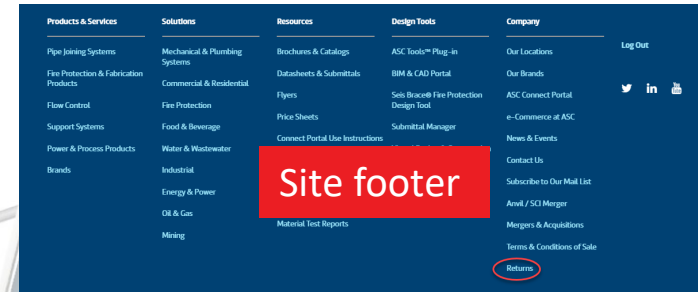 Products & Services
Pipe Joining Systems
Fire Protection & Fabrication
Products
Flow Control
Support Systems
Power & Process Products
Brands
Solutions
Mechanical & Plumbing
Systems
Commercial & Residential
Fire Protection
Food & Beverage
Water & Wastewater
Industrial
Energy & Power
Oil & Gas
Mining
Resources
Brochures & Catalogs
Datasheets & Submittals
Flyers
Price Sheets
Connect Portal Use Instructions
Material Test Reports
Design Tools
ASC Tools™ Plug-in
BIM & CAD Portal
Seis Brace® Fire Protection
Design Tool
Submittal Manager
Company
Our Locations
Our Brands
ASC Connect Portal
e-Commerce at ASC
News & Events
Contact Us
Subscribe to Our Mail List
Anvil / SCI Merger
Mergers & Acquisitions
Terms & Conditions of Sale
Returns
Log Out
Site footer